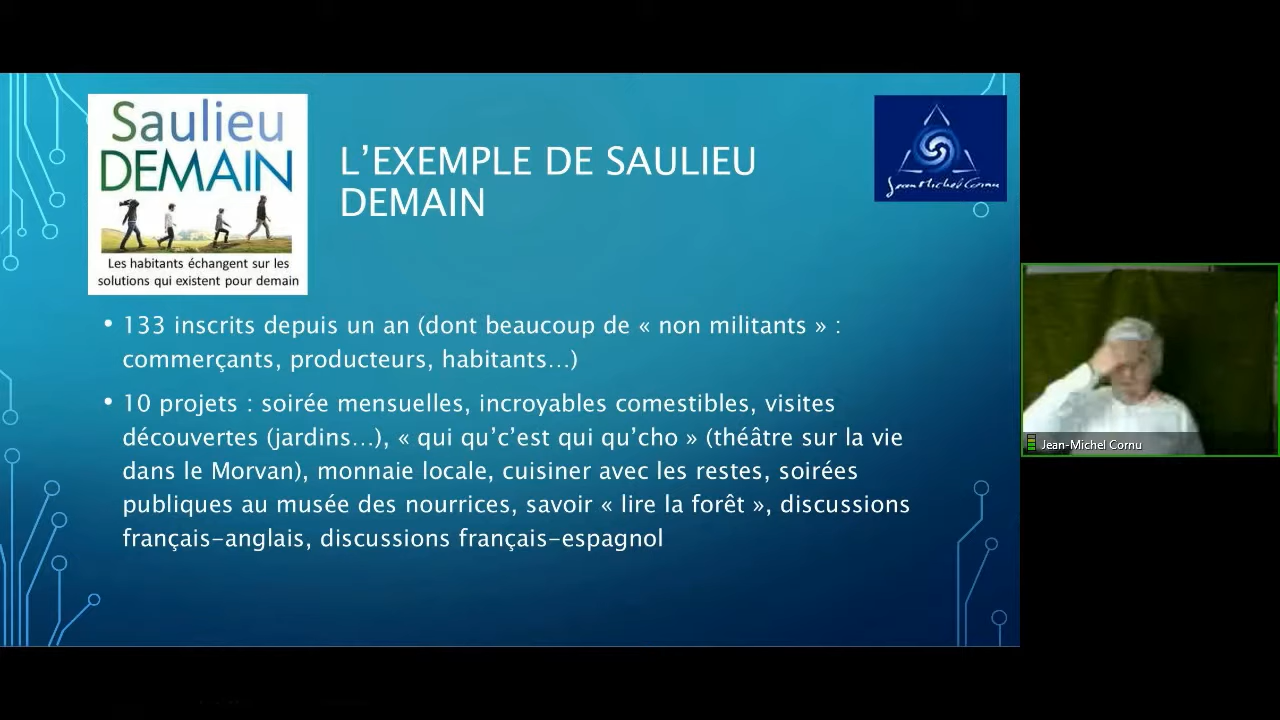 Saulieu
DEMAIN
Les habitants échangent sur les
solutions qui existent pour demain
L’EXEMPLE DE SAULIEU
DEMAIN
Jean Michel Cornu
• 133 inscrits depuis un an (dont beaucoup de « non militants » :
commerçants, producteurs, habitants…)
• 10 projets : soirée mensuelles, incroyables comestibles, visites
découvertes (jardins…), « qui qu’c’est qui qu’cho » (théâtre sur la vie
dans le Morvan), monnaie locale, cuisiner avec les restes, soirées
publiques au musée des nourrices, savoir « lire la forêt », discussions
français–anglais, discussions français–espagnol
Jean-Michel Cornu